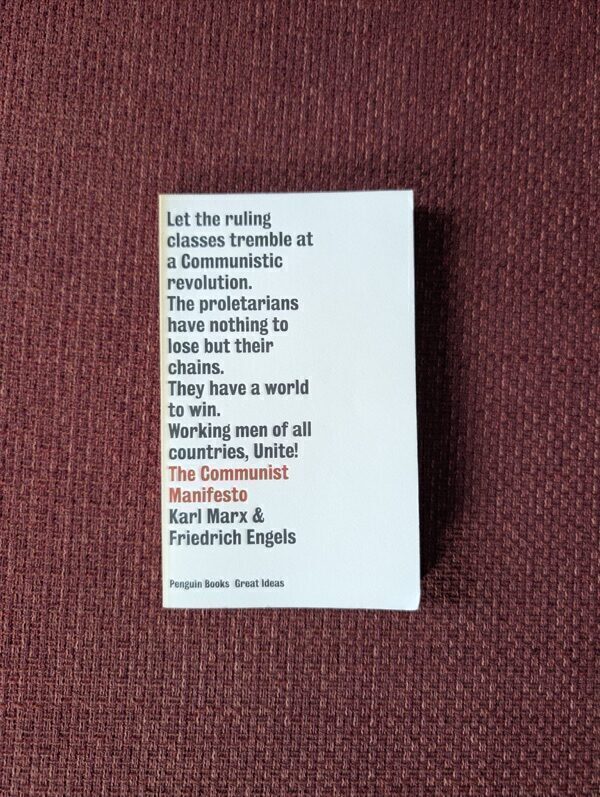 Let the ruling
classes tremble at
a Communistic
revolution.
The proletarians
have nothing to
lose but their
chains.
They have a world
to win.
Working men of all
countries, Unite!
The Communist
Manifesto
Karl Marx &
Friedrich Engels
Penguin Books Great Ideas